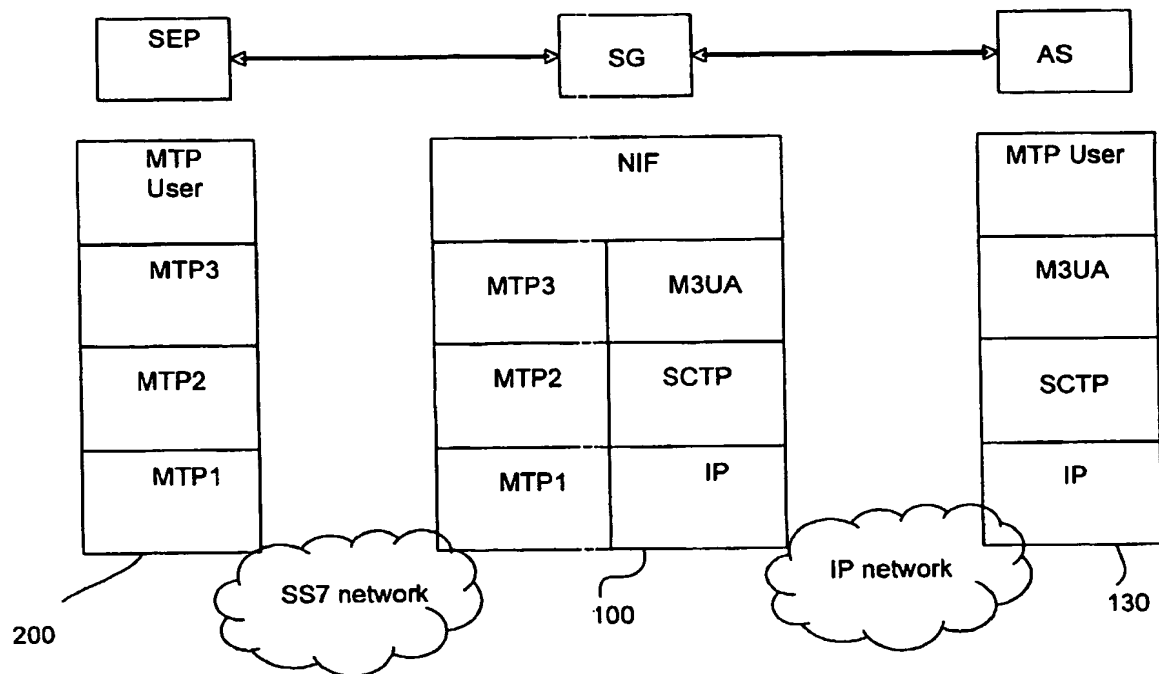 SEP
SG
AS
MTP
User
NIF
MTP User
MTP3
MTP3
M3UA
M3UA
MTP2
MTP2
SCTP
SCTP
MTP1
MTP1
IP
IP
SS7 network
IP network
200
100
130